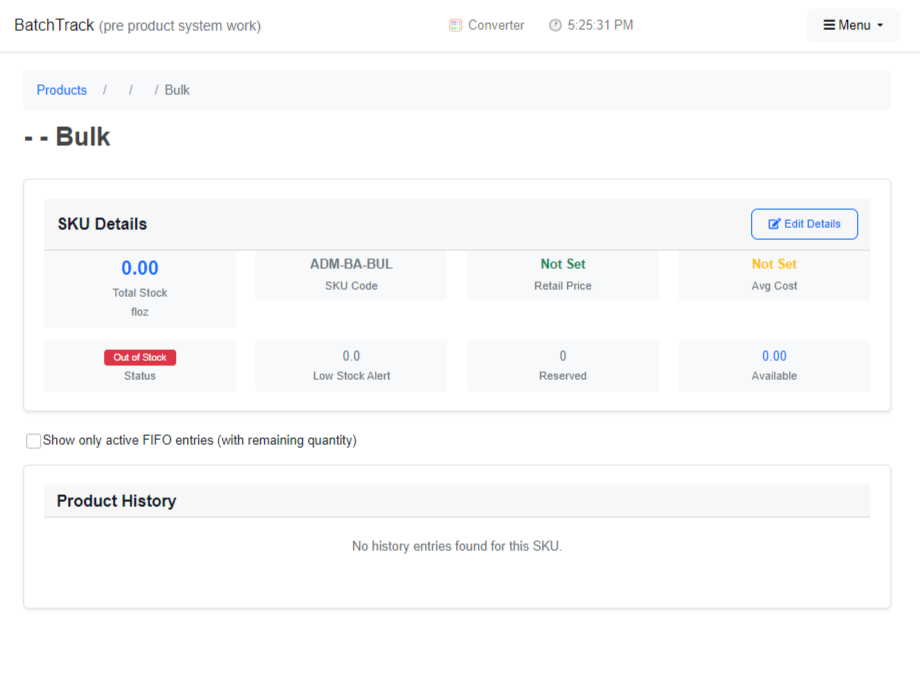 BatchTrack (pre product system work) Converter 5:25:31 PM Menu
Products / / / Bulk
- - Bulk
SKU Details Edit Details
0.00
Total Stock
floz
ADM-BA-BUL
SKU Code
Not Set
Retail Price
Not Set
Avg Cost
Out of Stock
Status
0.0
Low Stock Alert
0
Reserved
0.00
Available
Show only active FIFO entries (with remaining quantity)
Product History
No history entries found for this SKU.